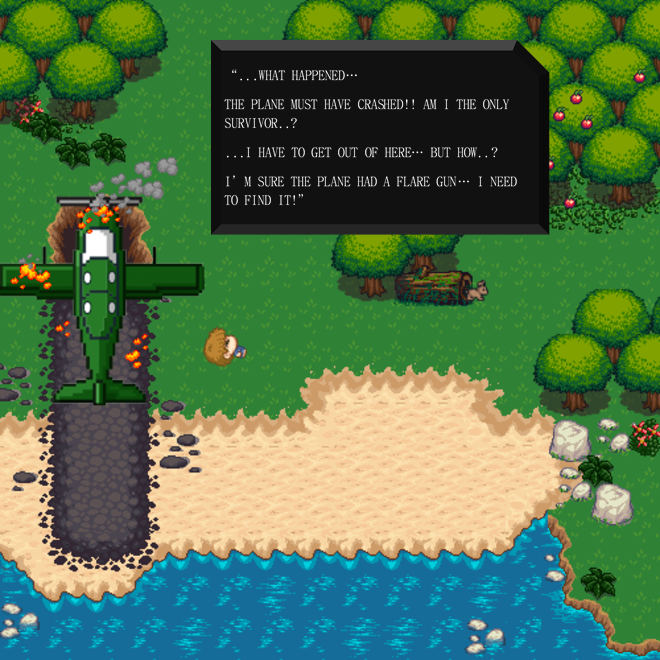 “...WHAT HAPPENED…
THE PLANE MUST HAVE CRASHED!! AM I THE ONLY
SURVIVOR..?
...I HAVE TO GET OUT OF HERE… BUT HOW..?
I’M SURE THE PLANE HAD A FLARE GUN… I NEED
TO FIND IT!”